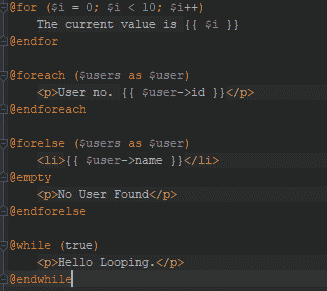 @for ($i = 0; $i < 10; $i++)
    The current value is {{ $i }}
@endfor

@foreach ($users as $user)
    <p>User no. {{ $user->id }}</p>
@endforeach

@forelse ($users as $user)
    <li>{{ $user->name }}</li>
@empty
    <p>No User Found</p>
@endforelse

@while (true)
    <p>Hello Looping.</p>
@endwhile